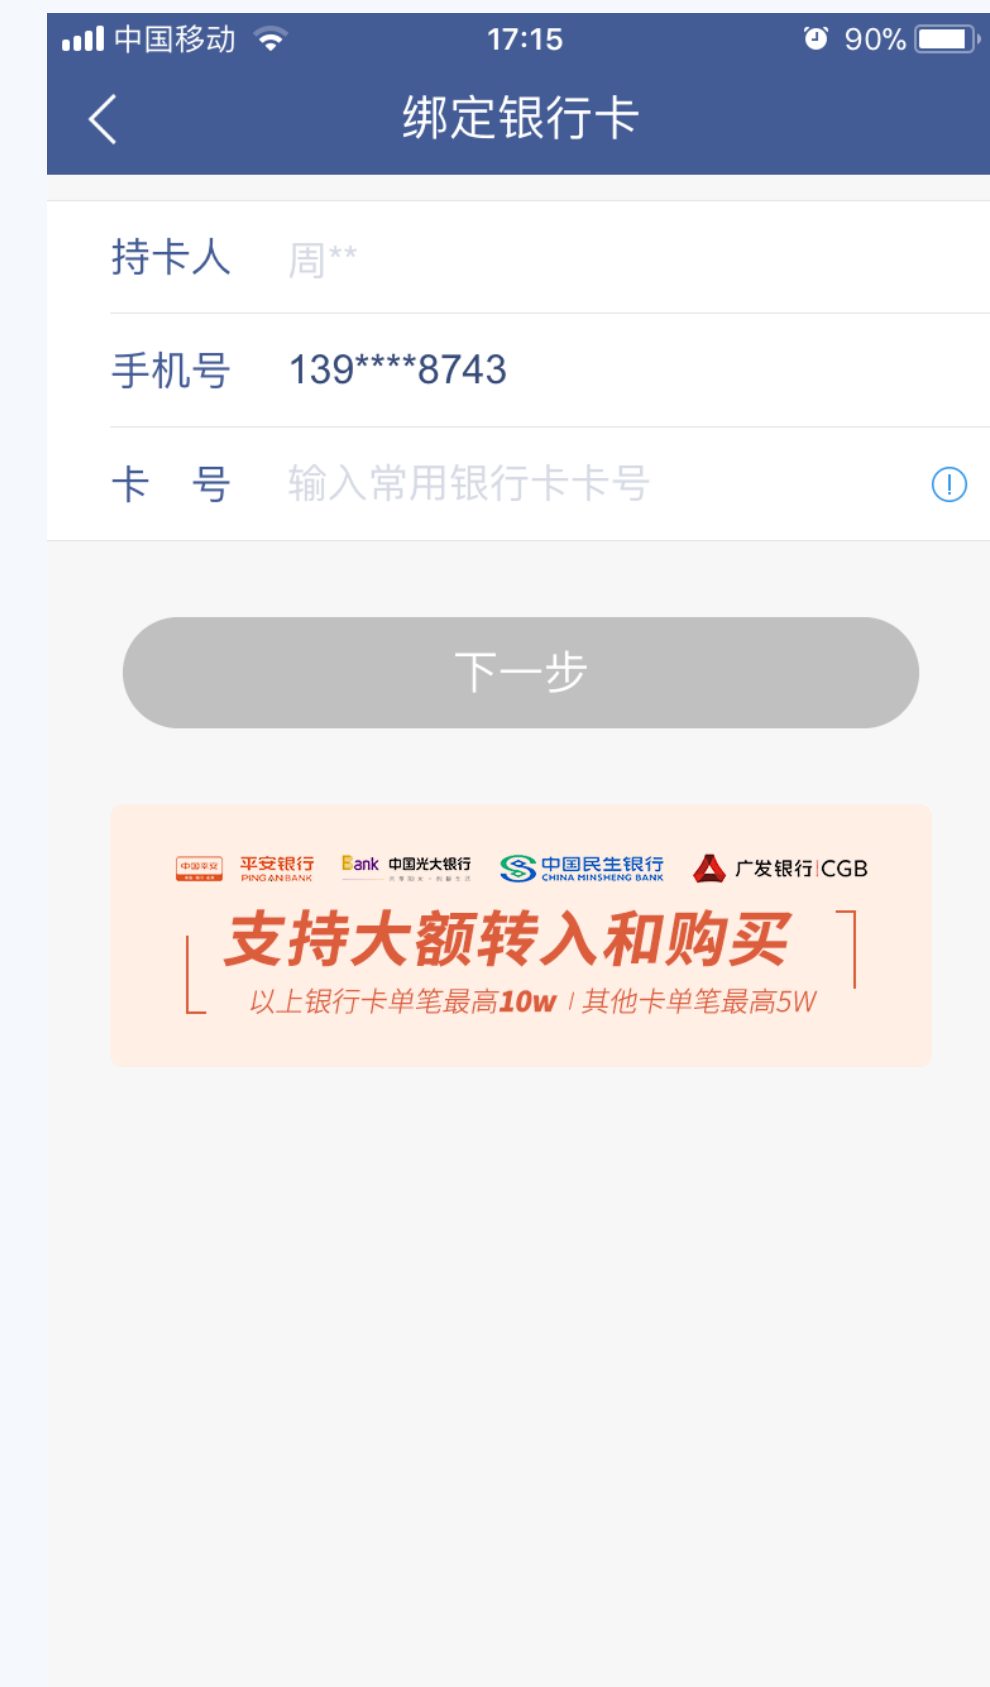 中国移动 17:15 90%
绑定银行卡
持卡人 周**
手机号 139****8743
卡 号 输入常用银行卡卡号
下一步
中国平安 平安银行 Bank 中国光大银行 中国民生银行 广发银行|CGB
PING AN BANK CHINA MINSHENG BANK
支持大额转入和购买
以上银行卡单笔最高10w | 其他卡单笔最高5W